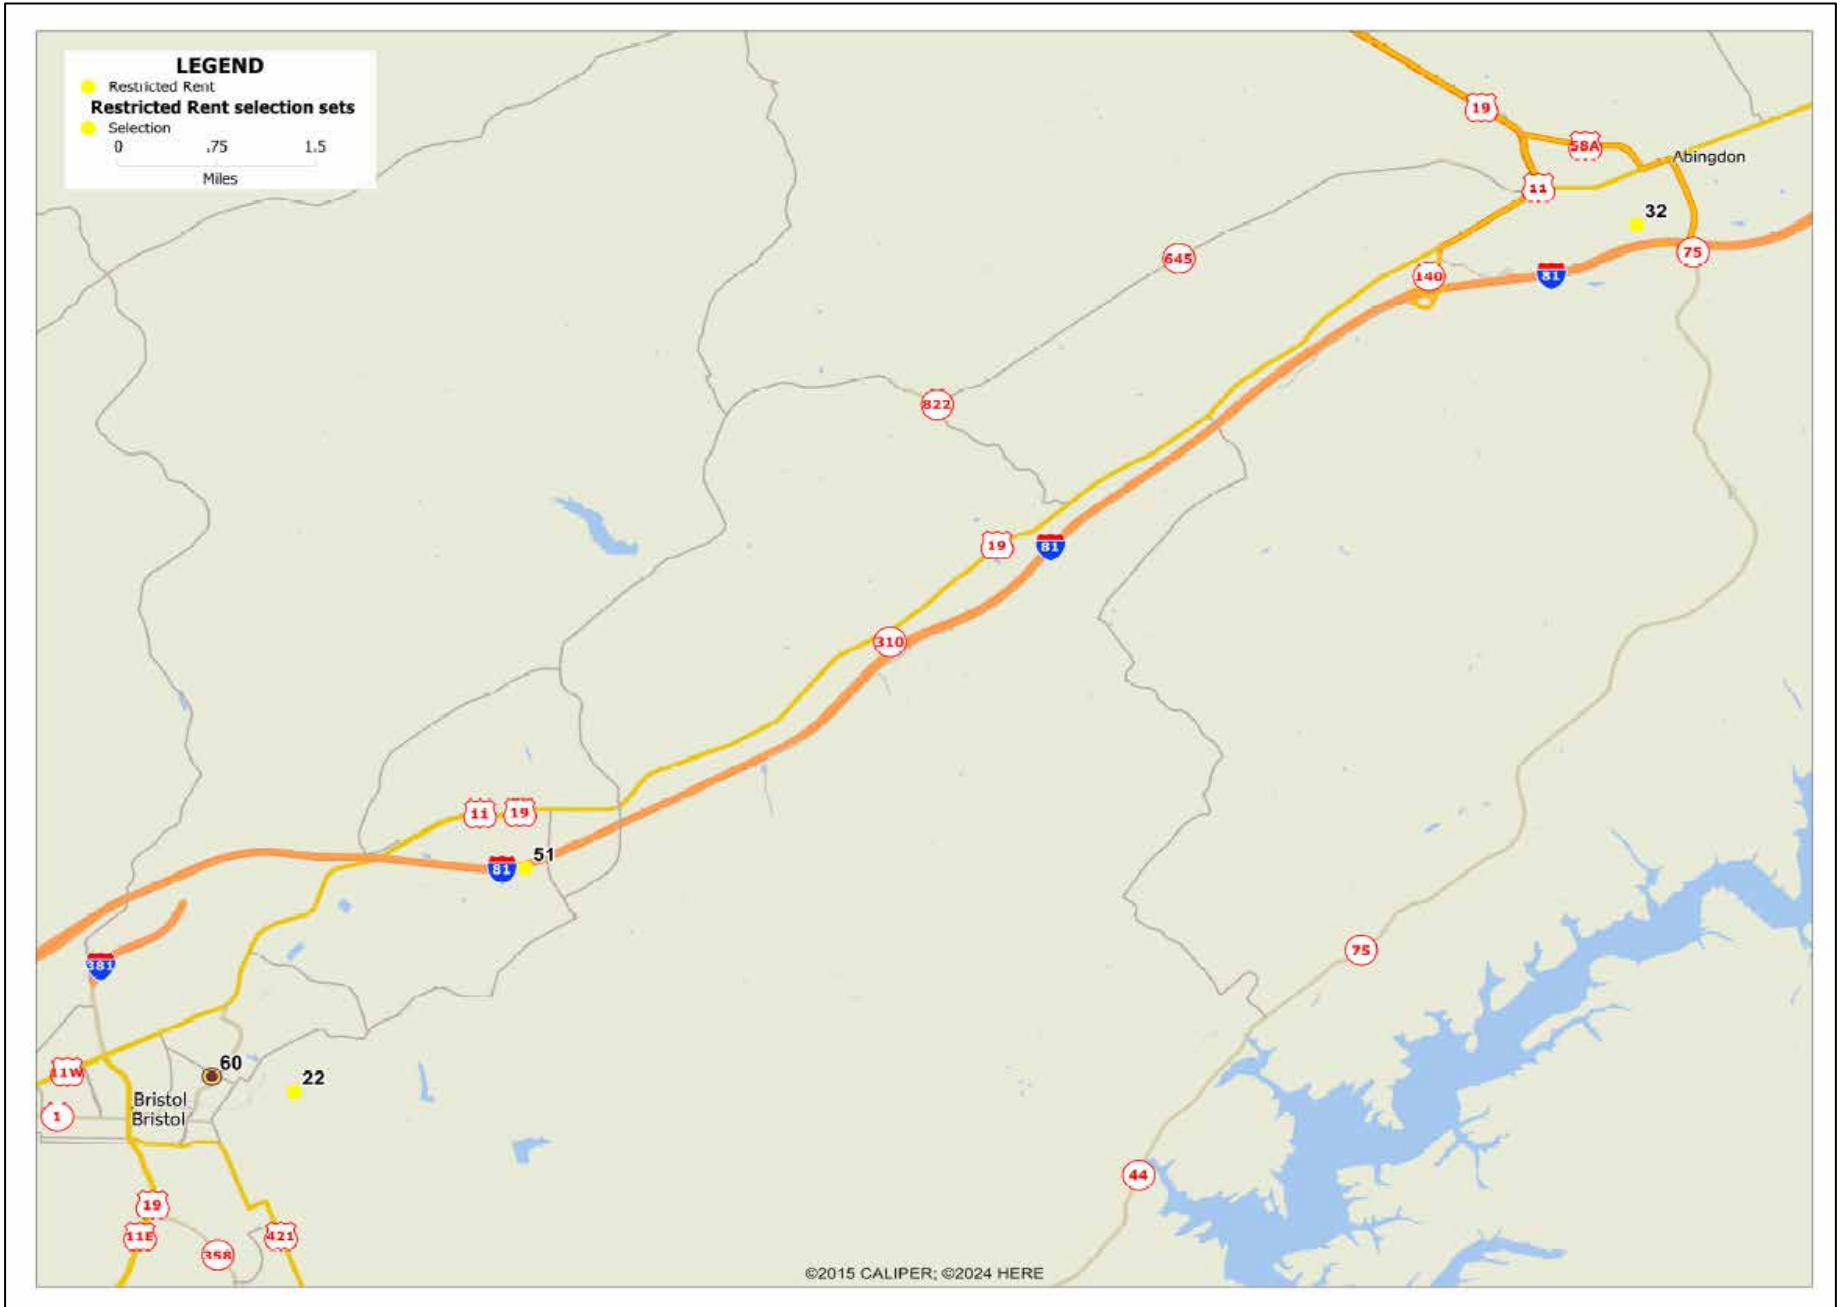 LEGEND
Restricted Rent
Restricted Rent selection sets
Selection
0 .75 1.5
Miles
19
58A
Abingdon
11
32
75
645
140
81
822
19
81
310
11 19
51
81
381
60
22
11W
Bristol
1
Bristol
75
44
19
11E
421
358
©2015 CALIPER; ©2024 HERE